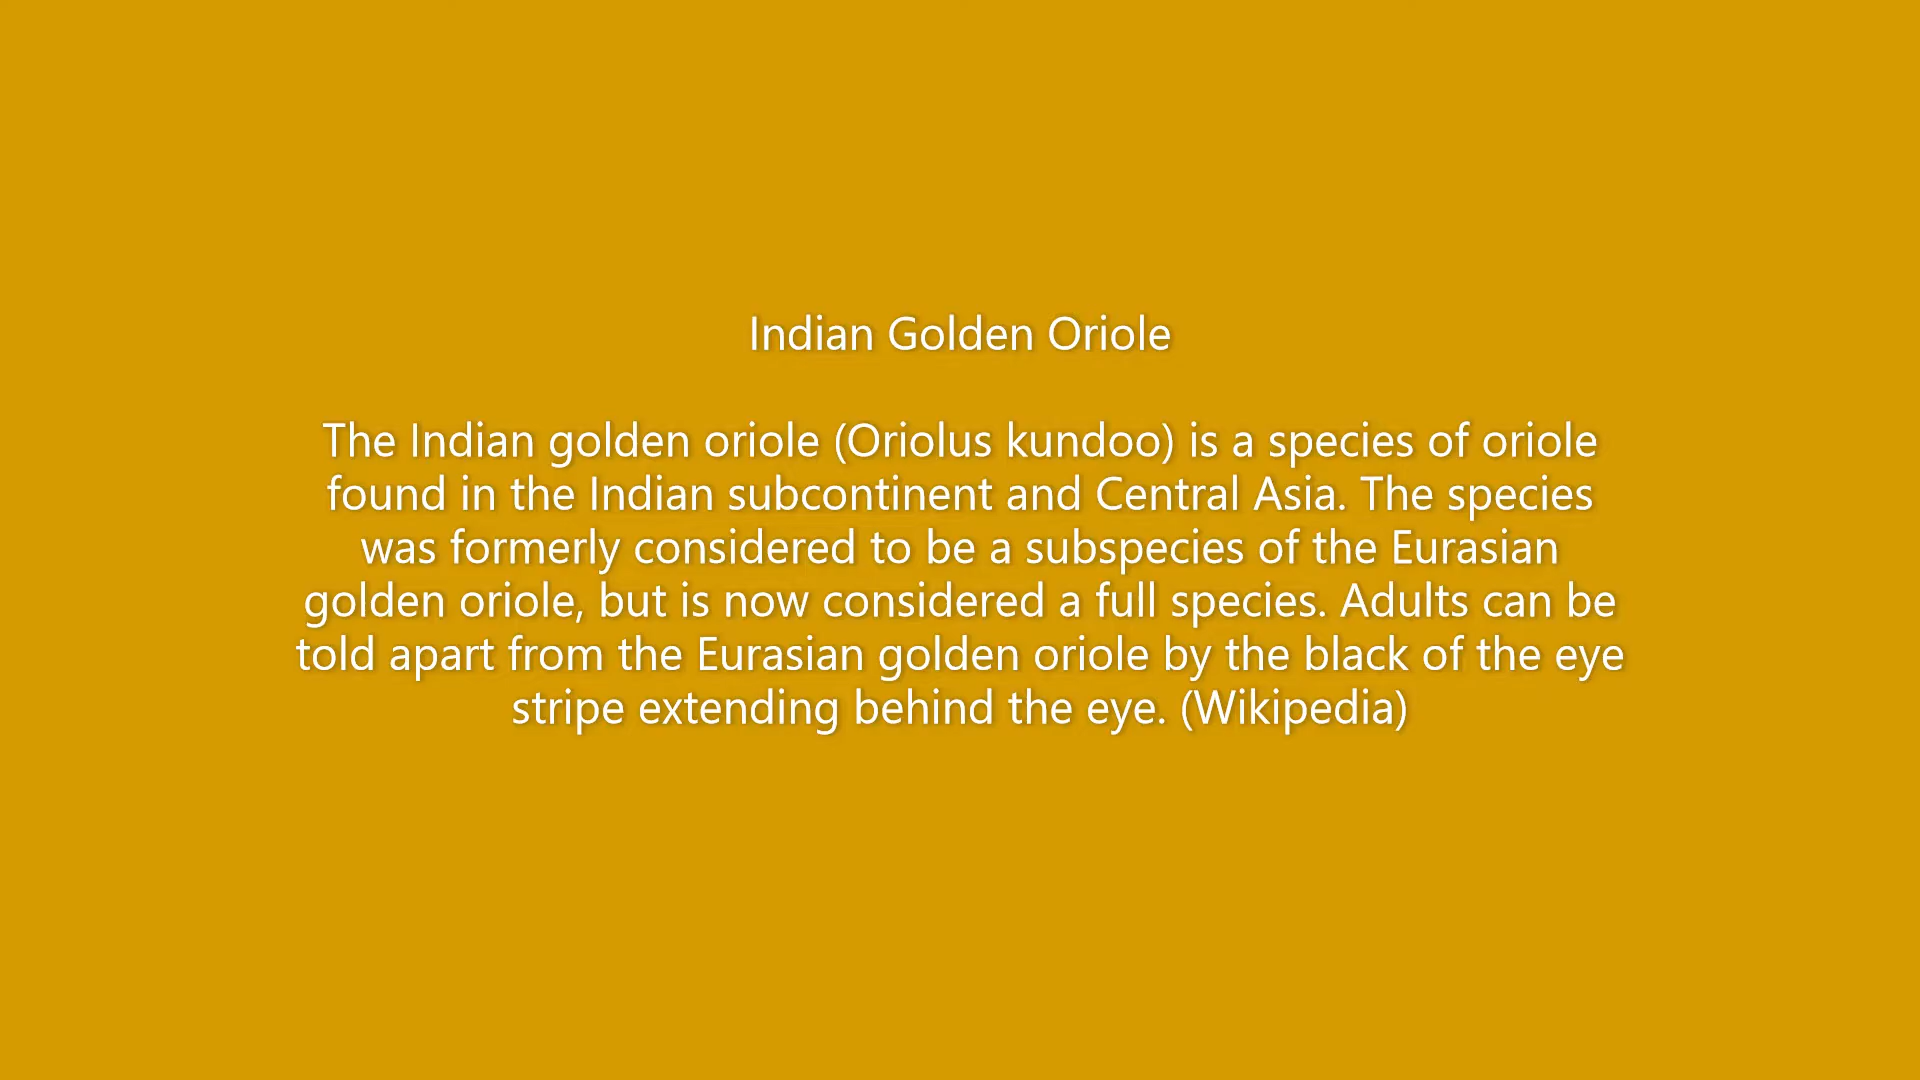 Indian Golden Oriole
The Indian golden oriole (Oriolus kundoo) is a species of oriole
found in the Indian subcontinent and Central Asia. The species
was formerly considered to be a subspecies of the Eurasian
golden oriole, but is now considered a full species. Adults can be
told apart from the Eurasian golden oriole by the black of the eye
stripe extending behind the eye. (Wikipedia)